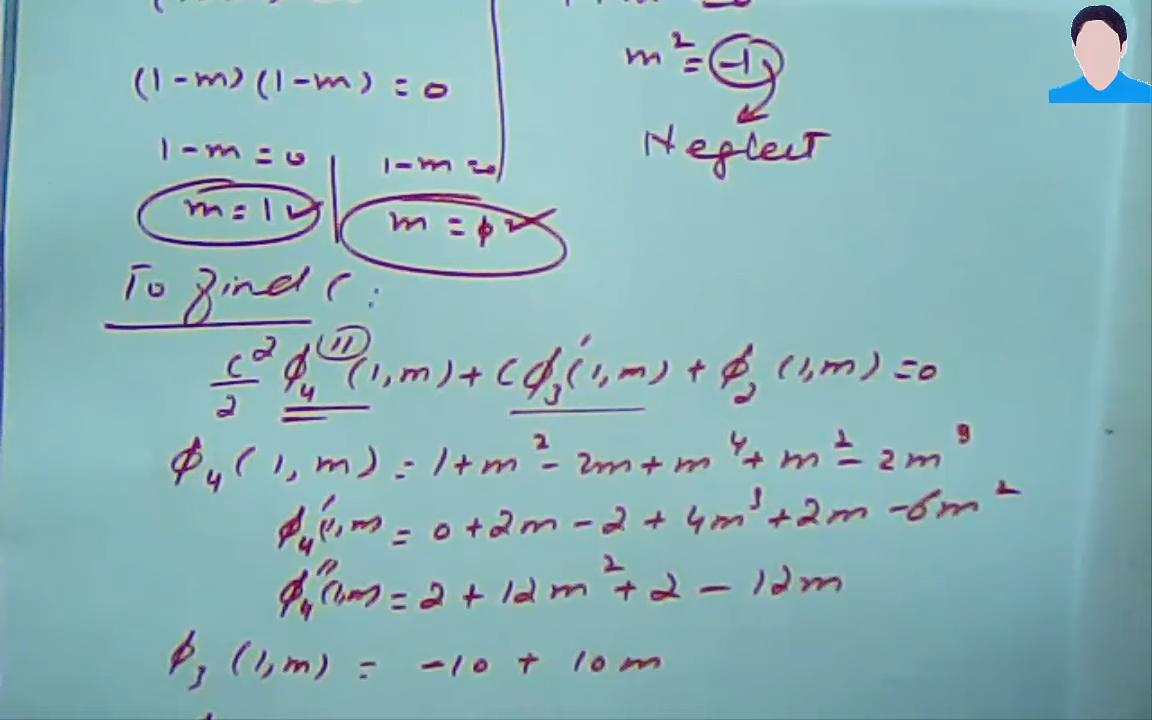 (1-m)(1-m) = 0
1-m = 0 | 1-m = 0
m = 1 ✓ | m = 1 ✓
m² = -1
Neglect
To find C :
C²/2 ϕ₄''(1,m) + Cϕ₃'(1,m) + ϕ₂(1,m) = 0
ϕ₄(1,m) = 1+m²-2m+m⁴+m²-2m³
ϕ₄'(1,m) = 0+2m-2+4m³+2m-6m²
ϕ₄''(1,m) = 2+12m²+2-12m
ϕ₃(1,m) = -10+10m